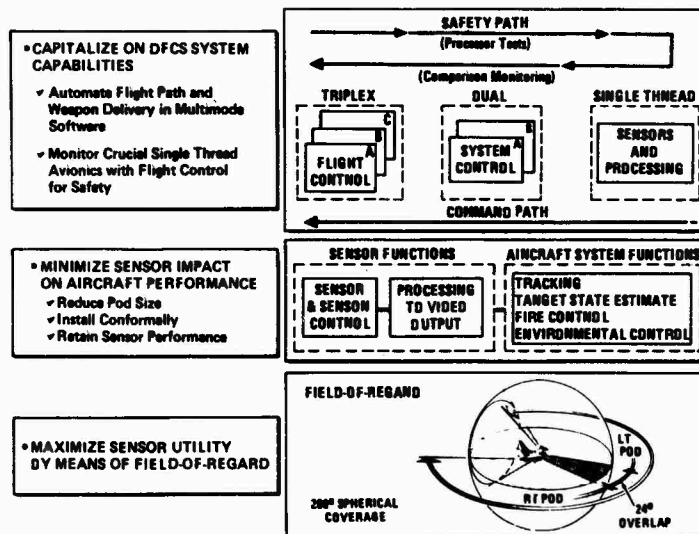 • CAPITALIZE ON DFCS SYSTEM
CAPABILITIES
✓ Automate Flight Path and
Weapon Delivery in Multimode
Software
✓ Monitor Crucial Single Thread
Avionics with Flight Control
for Safety
SAFETY PATH
(Processor Tests)
(Comparison Monitoring)
TRIPLEX
DUAL
SINGLE THREAD
C
B
A
FLIGHT
CONTROL
B
A
SYSTEM
CONTROL
SENSORS
AND
PROCESSING
COMMAND PATH
• MINIMIZE SENSOR IMPACT
ON AIRCRAFT PERFORMANCE
✓ Reduce Pod Size
✓ Install Conformally
✓ Retain Sensor Performance
SENSOR FUNCTIONS
AIRCRAFT SYSTEM FUNCTIONS
SENSOR
& SENSOR
CONTROL
PROCESSING
TO VIDEO
OUTPUT
TRACKING
TARGET STATE ESTIMATE
FIRE CONTROL
ENVIRONMENTAL CONTROL
• MAXIMIZE SENSOR UTILITY
BY MEANS OF FIELD-OF-REGARD
FIELD-OF-REGARD
LT
POD
RT POD
SPHERICAL
COVERAGE
24°
OVERLAP